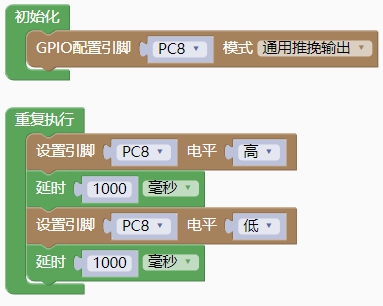 初始化
GPIO配置引脚 PC8 模式 通用推挽输出
重复执行
设置引脚 PC8 电平 高
延时 1000 毫秒
设置引脚 PC8 电平 低
延时 1000 毫秒